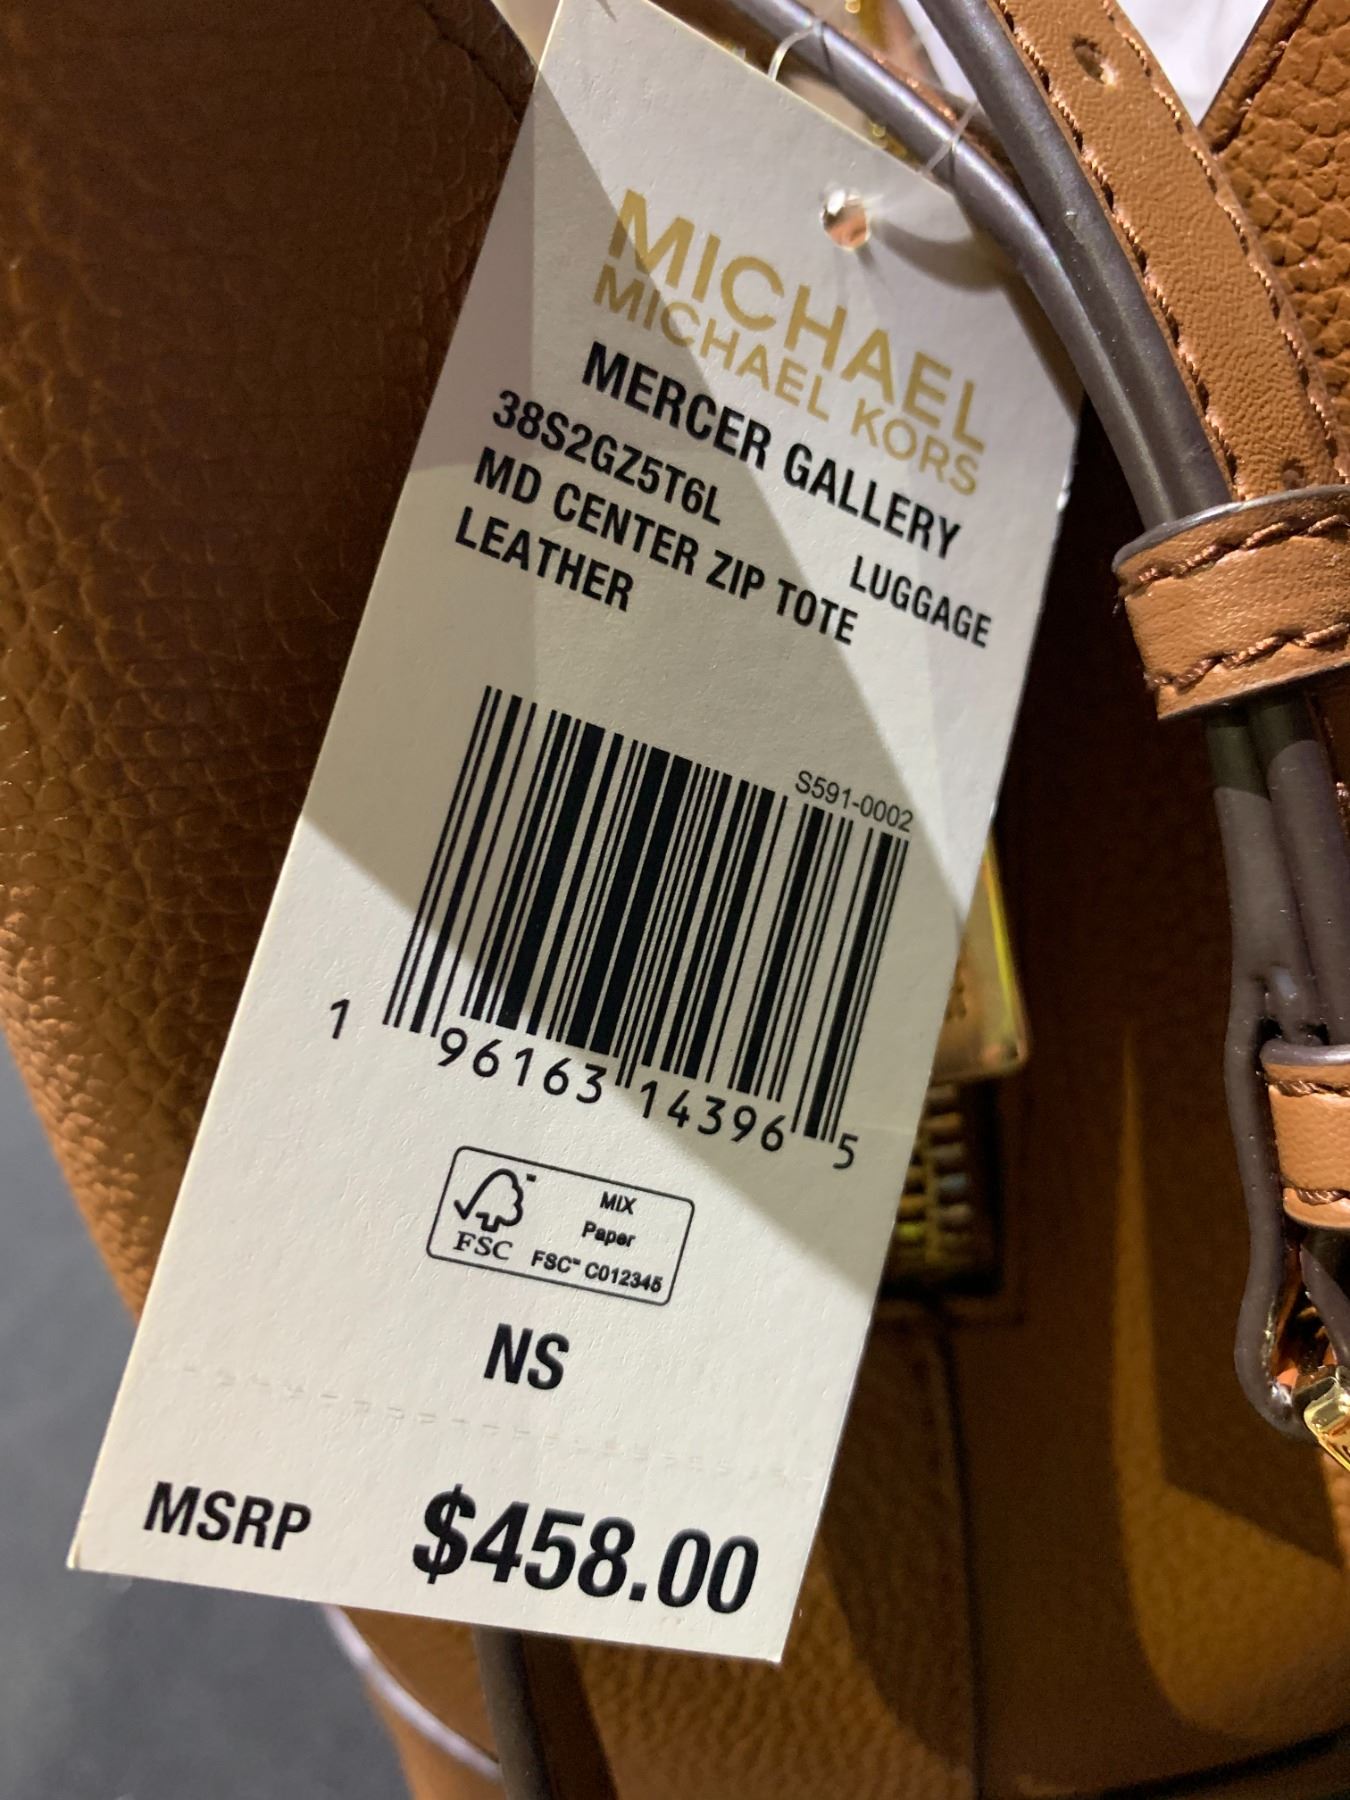 MICHAEL
MICHAEL KORS
MERCER GALLERY
38S2GZ5T6L LUGGAGE
MD CENTER ZIP TOTE
LEATHER
S591-0002
1 96163 14396 5
FSC
MIX
Paper
FSC™ C012345
NS
MSRP $458.00